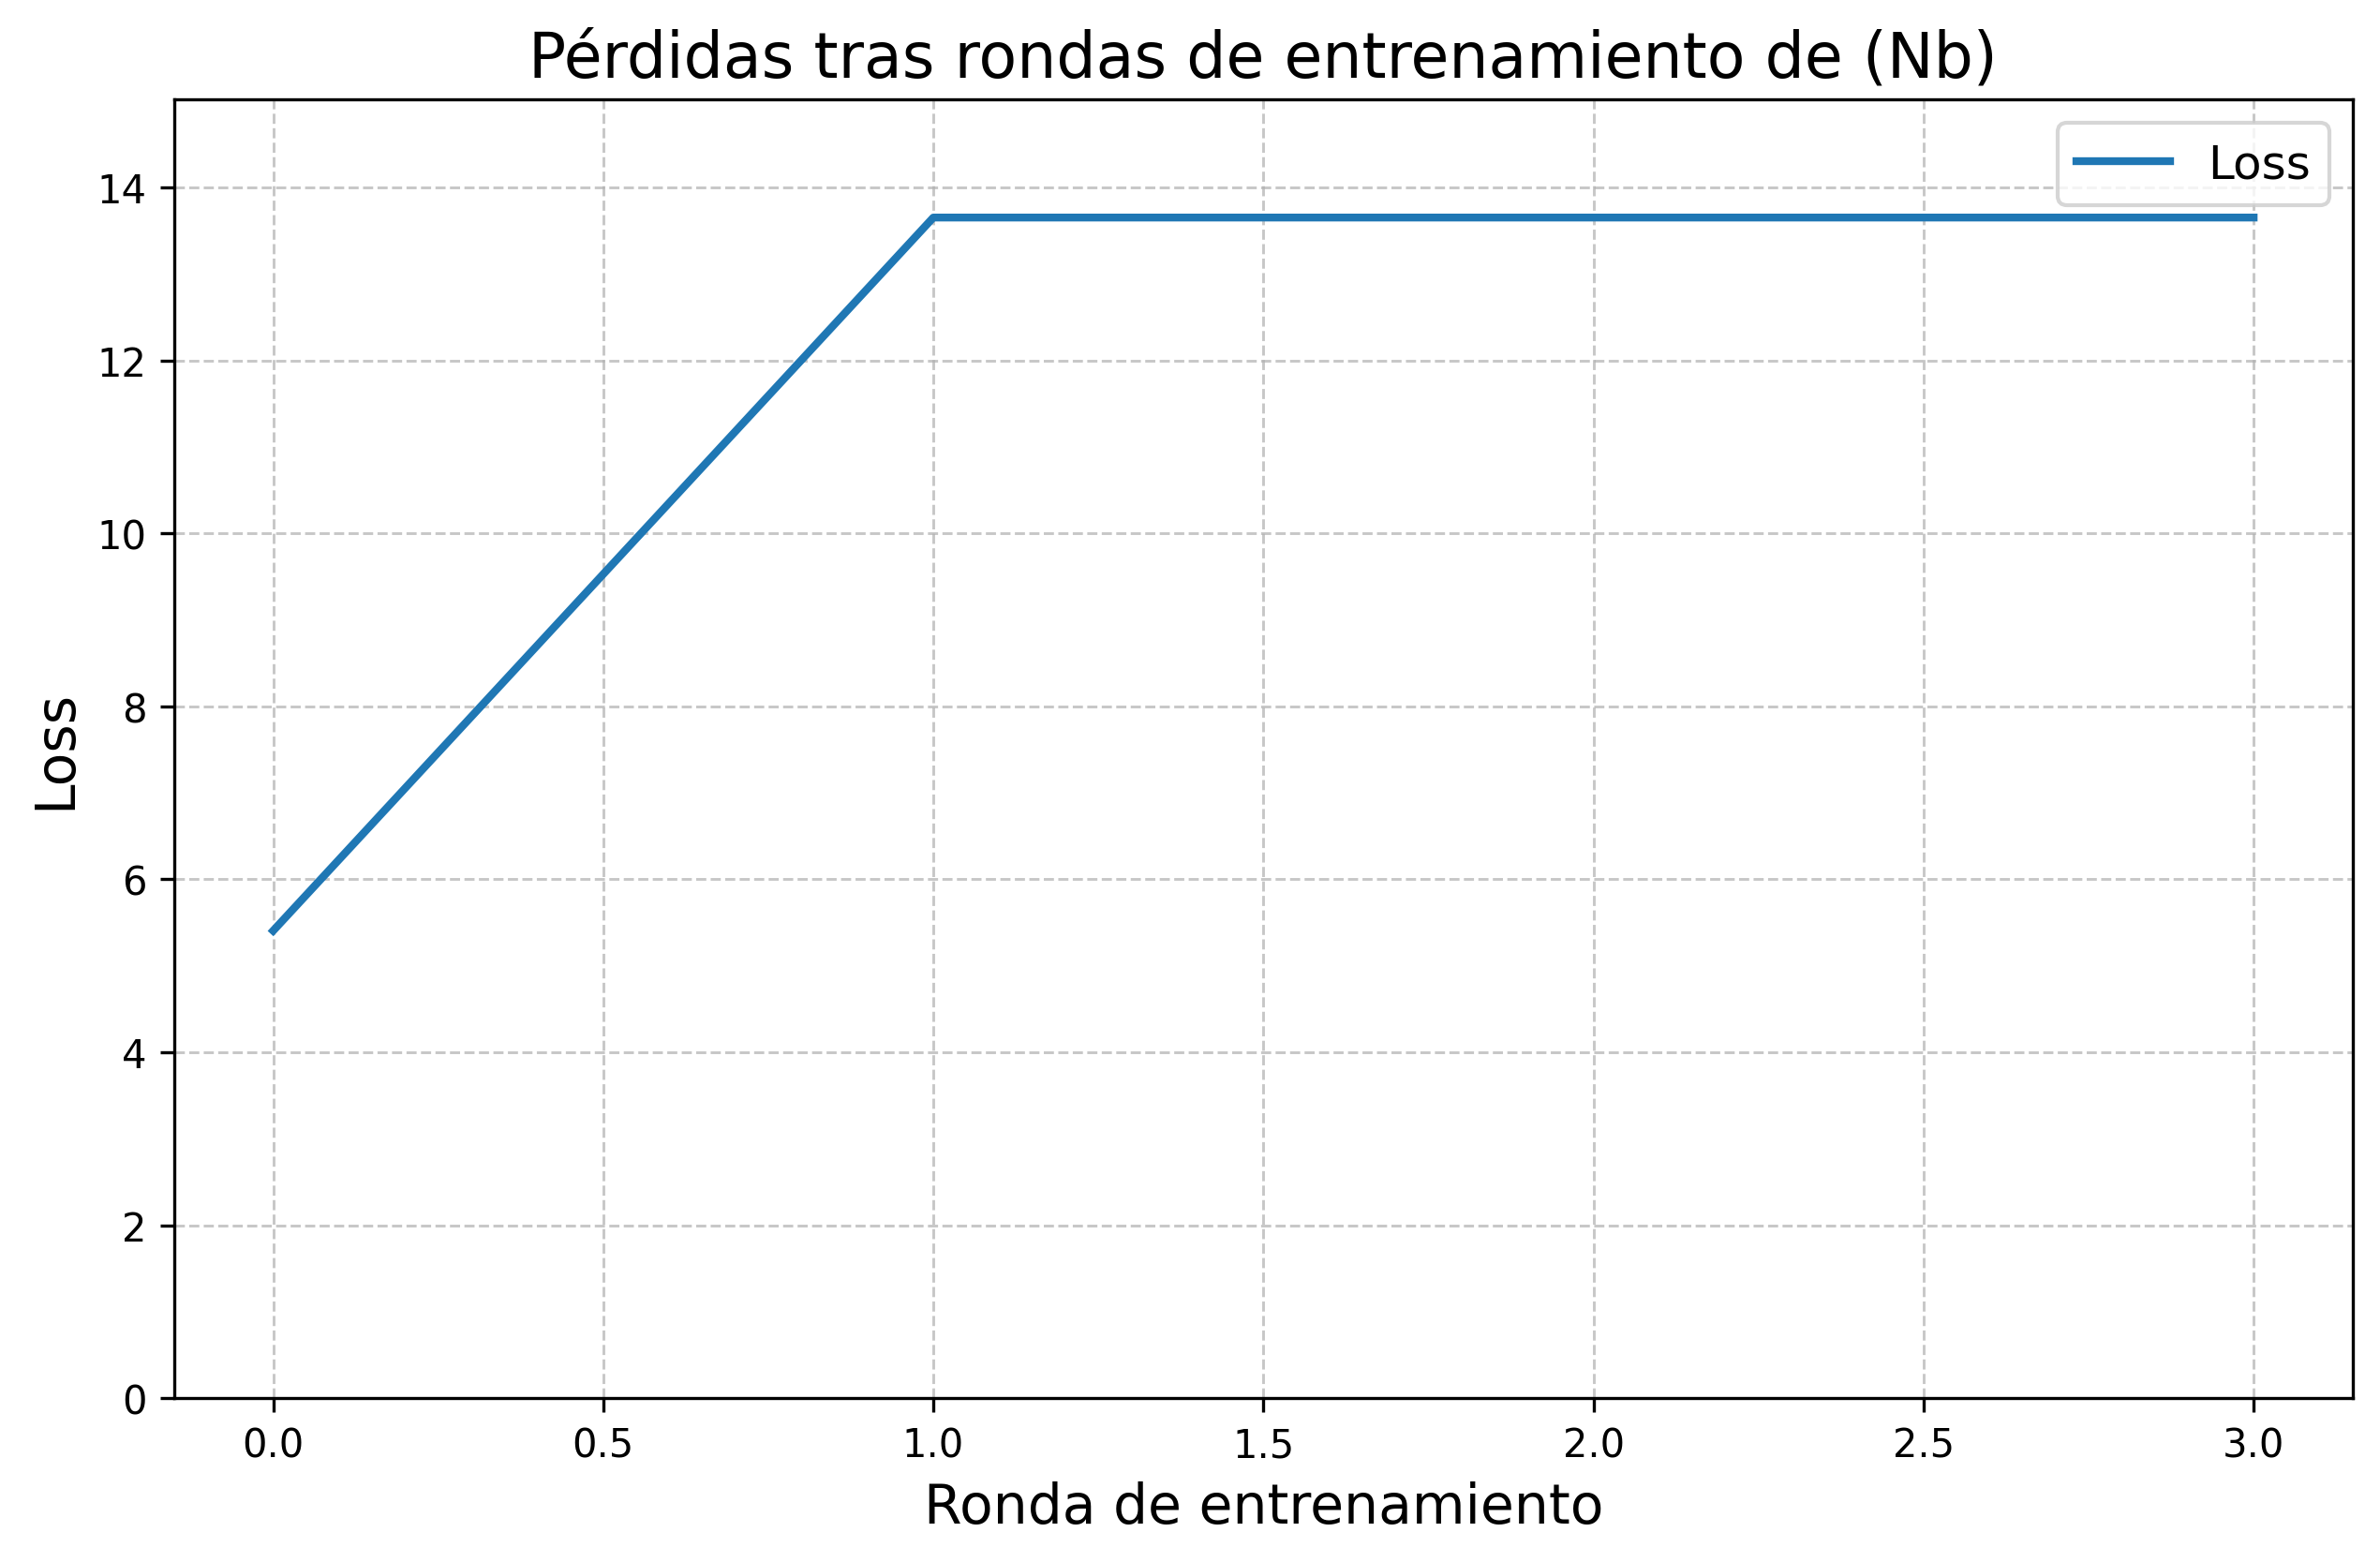 Pérdidas tras rondas de entrenamiento de (Nb)
Loss
14
12
10
8
6
4
2
0
Loss
0.0 0.5 1.0 1.5 2.0 2.5 3.0
Ronda de entrenamiento